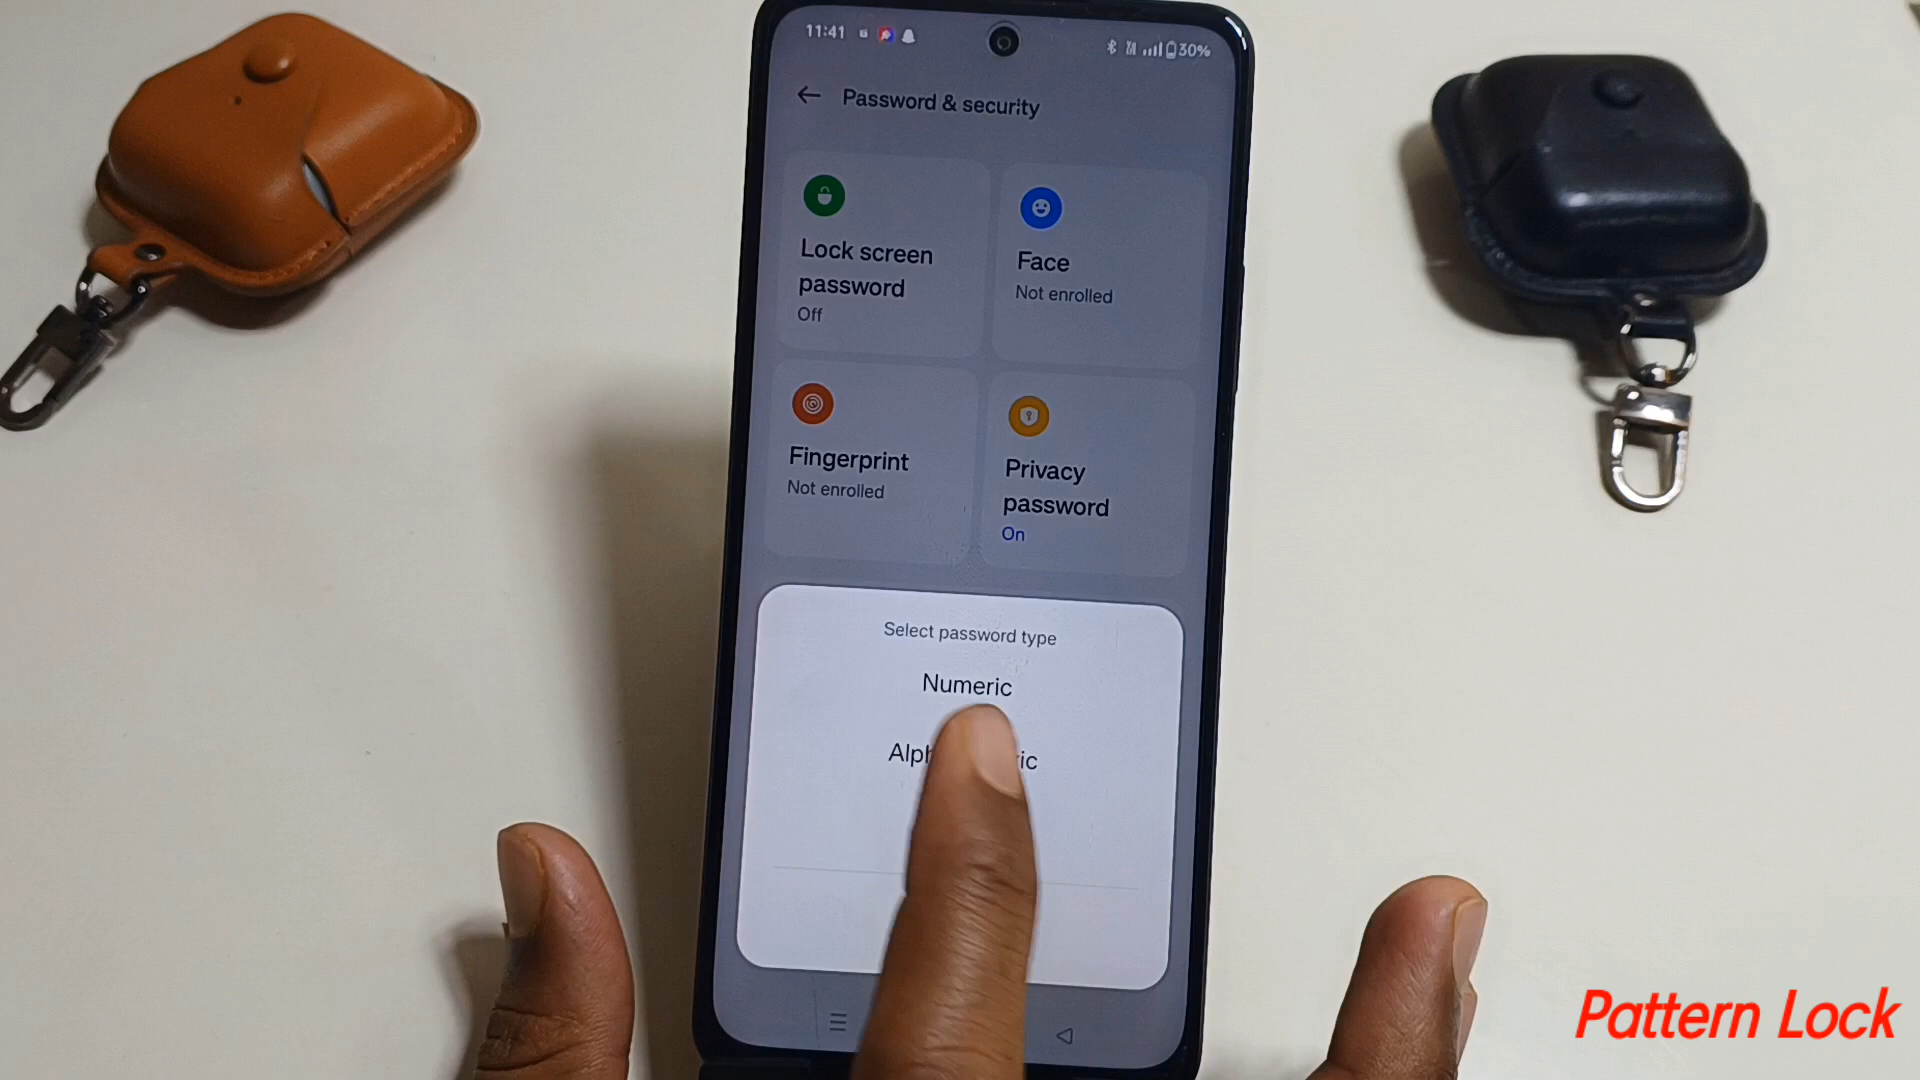 11:41
30%
Password & security
Lock screen
password
Off
Face
Not enrolled
Fingerprint
Not enrolled
Privacy
password
On
Select password type
Numeric
Pattern Lock